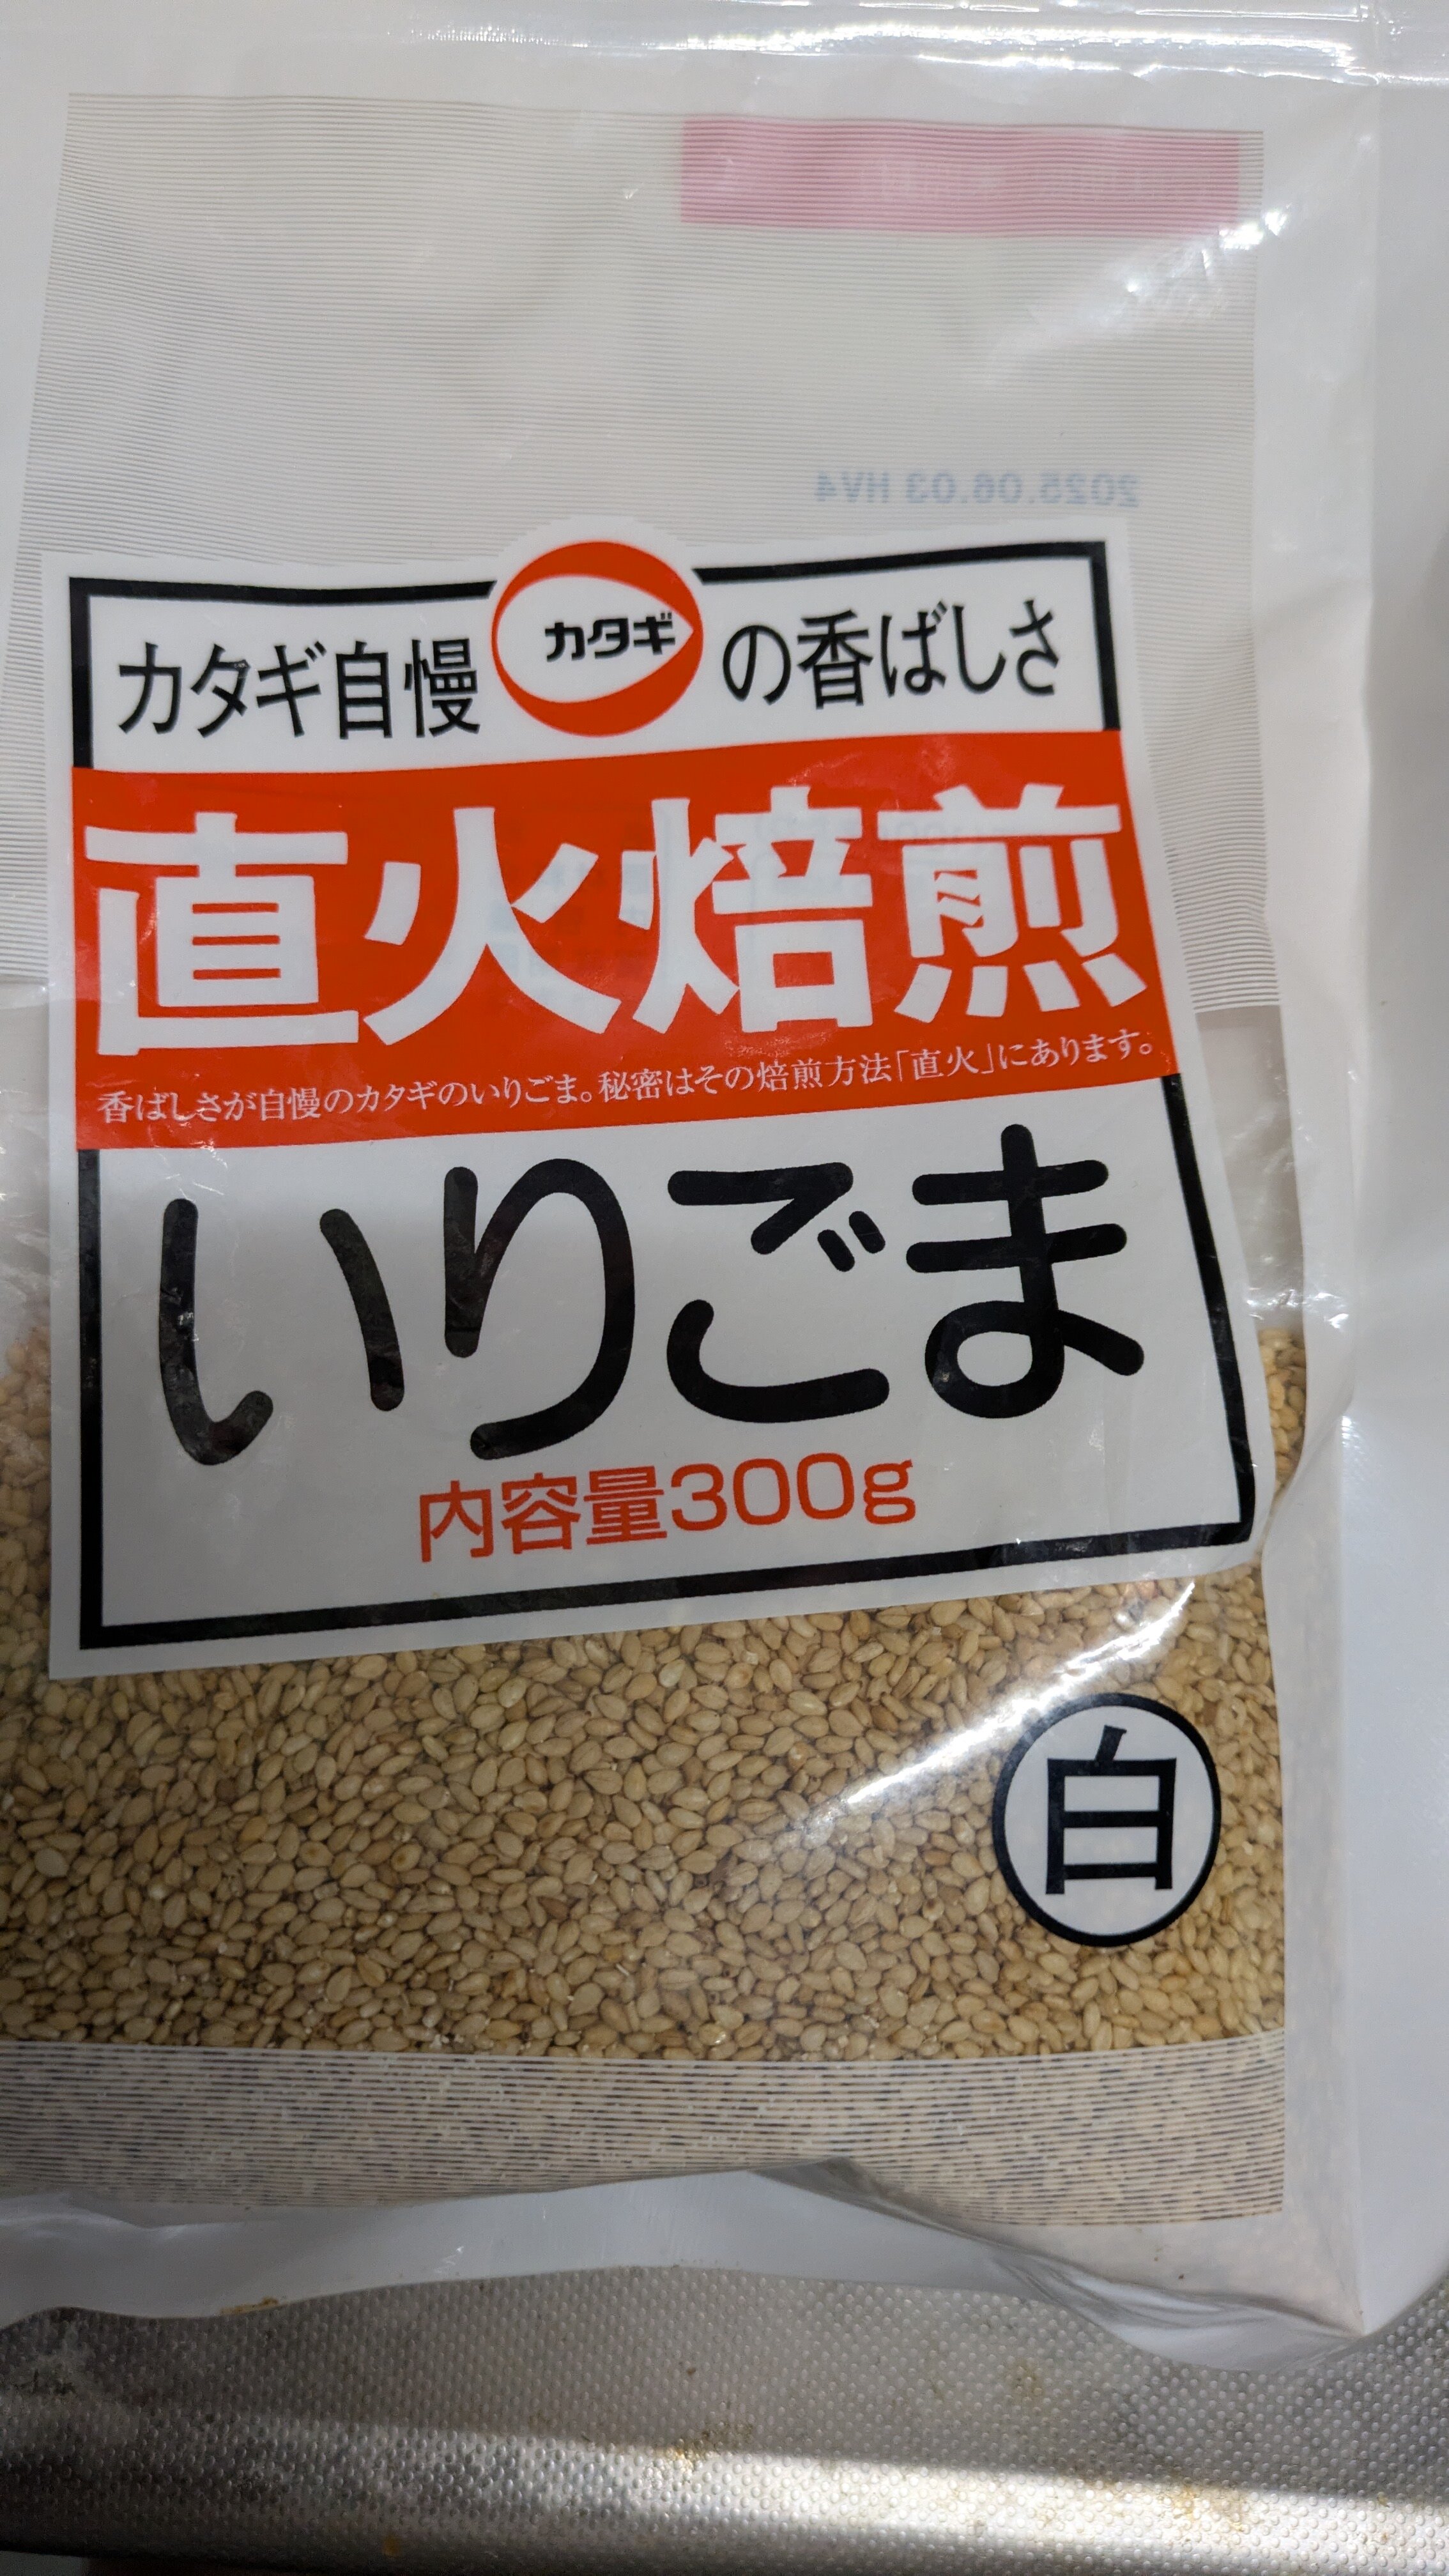 2025.06.03 HV4
カタギ
カタギ自慢の香ばしさ
直火焙煎
香ばしさが自慢のカタギのいりごま。秘密はその焙煎方法「直火」にあります。
いりごま
内容量300g
白